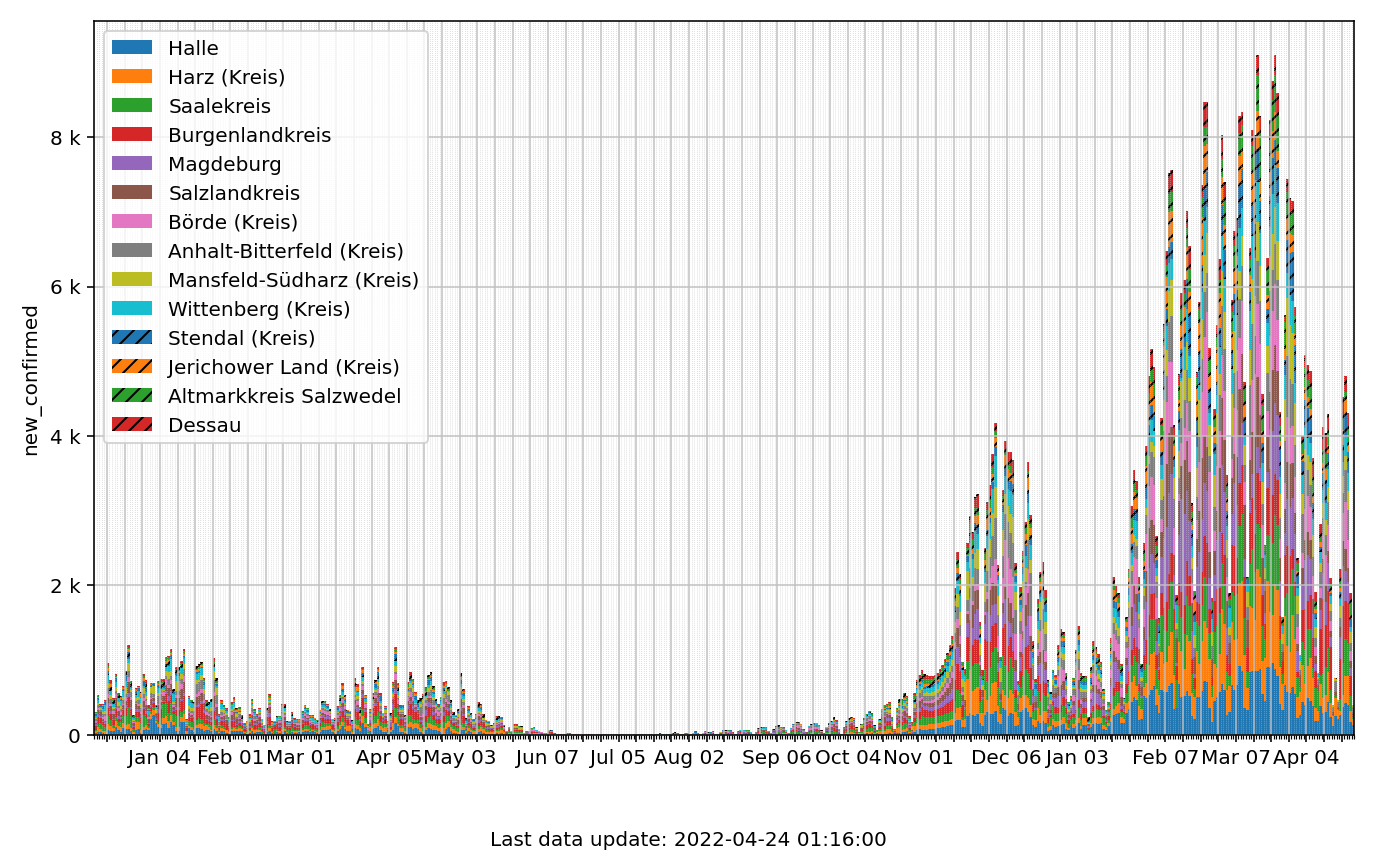 Halle
Harz (Kreis)
Saalekreis
Burgenlandkreis
Magdeburg
Salzlandkreis
Börde (Kreis)
Anhalt-Bitterfeld (Kreis)
Mansfeld-Südharz (Kreis)
Wittenberg (Kreis)
Stendal (Kreis)
Jerichower Land (Kreis)
Altmarkkreis Salzwedel
Dessau
new_confirmed
8 k
6 k
4 k
2 k
0
Jan 04 Feb 01 Mar 01 Apr 05 May 03 Jun 07 Jul 05 Aug 02 Sep 06 Oct 04 Nov 01 Dec 06 Jan 03 Feb 07 Mar 07 Apr 04
Last data update: 2022-04-24 01:16:00